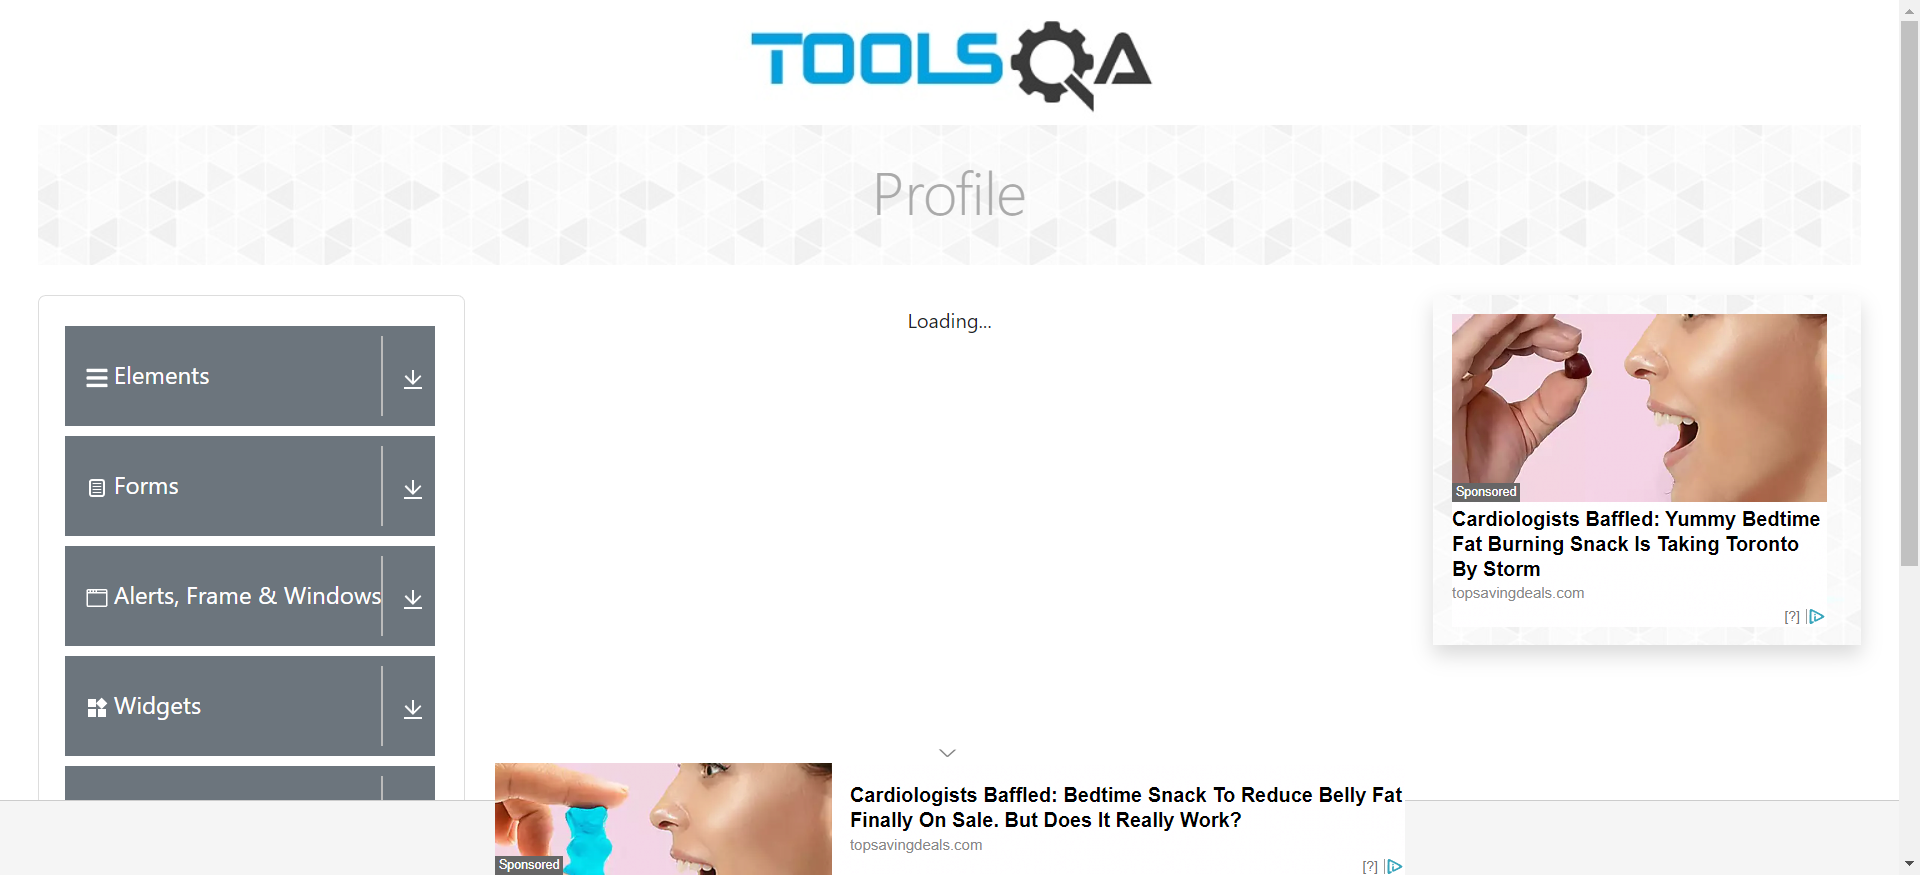 TOOLSQA
Profile
Elements
Forms
Alerts, Frame & Windows
Widgets
Loading...
Sponsored
Cardiologists Baffled: Yummy Bedtime
Fat Burning Snack Is Taking Toronto
By Storm
topsavingdeals.com
[?]
Sponsored
Cardiologists Baffled: Bedtime Snack To Reduce Belly Fat
Finally On Sale. But Does It Really Work?
topsavingdeals.com
[?]